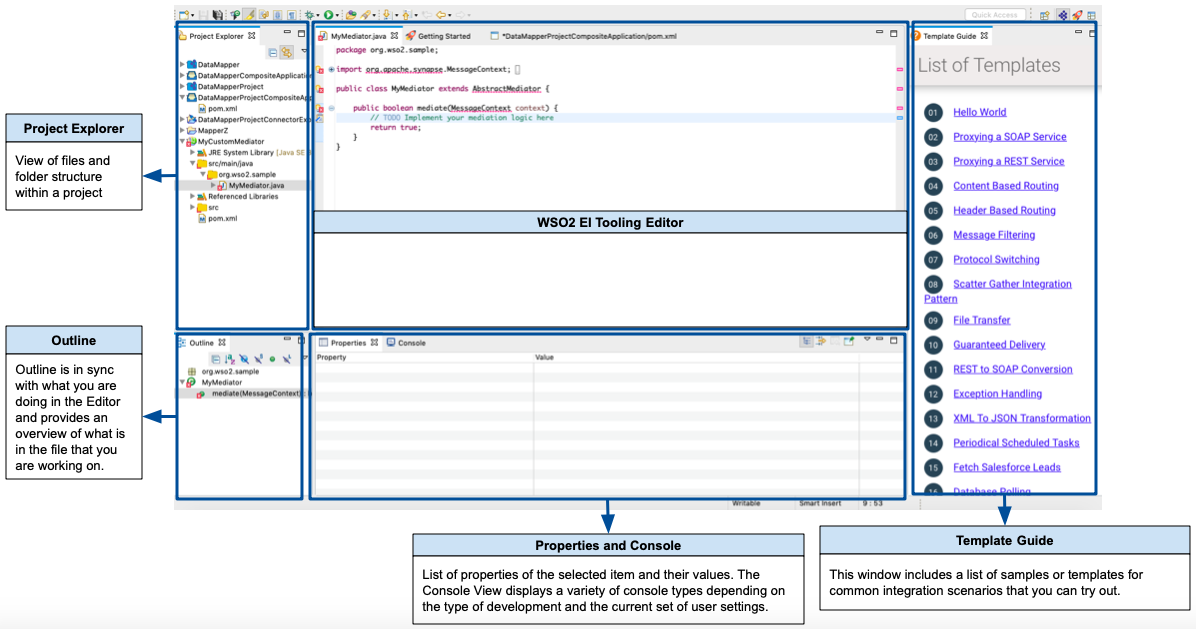 Quick Access
Project Explorer
DataMapper
DataMapperCompositeApplication
DataMapperProject
DataMapperProjectCompositeApp
pom.xml
DataMapperProjectConnectorExpo
MapperZ
MyCustomMediator
JRE System Library [Java SE
src/main/java
org.wso2.sample
MyMediator.java
Referenced Libraries
src
pom.xml
MyMediator.java
Getting Started
*DataMapperProjectCompositeApplication/pom.xml
package org.wso2.sample;
import org.apache.synapse.MessageContext;
public class MyMediator extends AbstractMediator {
public boolean mediate(MessageContext context) {
// TODO Implement your mediation logic here
return true;
}
}
WSO2 EI Tooling Editor
Template Guide
List of Templates
01 Hello World
02 Proxying a SOAP Service
03 Proxying a REST Service
04 Content Based Routing
05 Header Based Routing
06 Message Filtering
07 Protocol Switching
08 Scatter Gather Integration
Pattern
09 File Transfer
10 Guaranteed Delivery
11 REST to SOAP Conversion
12 Exception Handling
13 XML To JSON Transformation
14 Periodical Scheduled Tasks
15 Fetch Salesforce Leads
16 Database Polling
Project Explorer
View of files and
folder structure
within a project
Outline
Outline is in sync
with what you are
doing in the Editor
and provides an
overview of what is
in the file that you
are working on.
Outline
org.wso2.sample
MyMediator
mediate(MessageContext)
Properties
Console
Property
Value
Writable
Smart Insert
9 : 53
Properties and Console
List of properties of the selected item and their values. The
Console View displays a variety of console types depending on
the type of development and the current set of user settings.
Template Guide
This window includes a list of samples or templates for
common integration scenarios that you can try out.